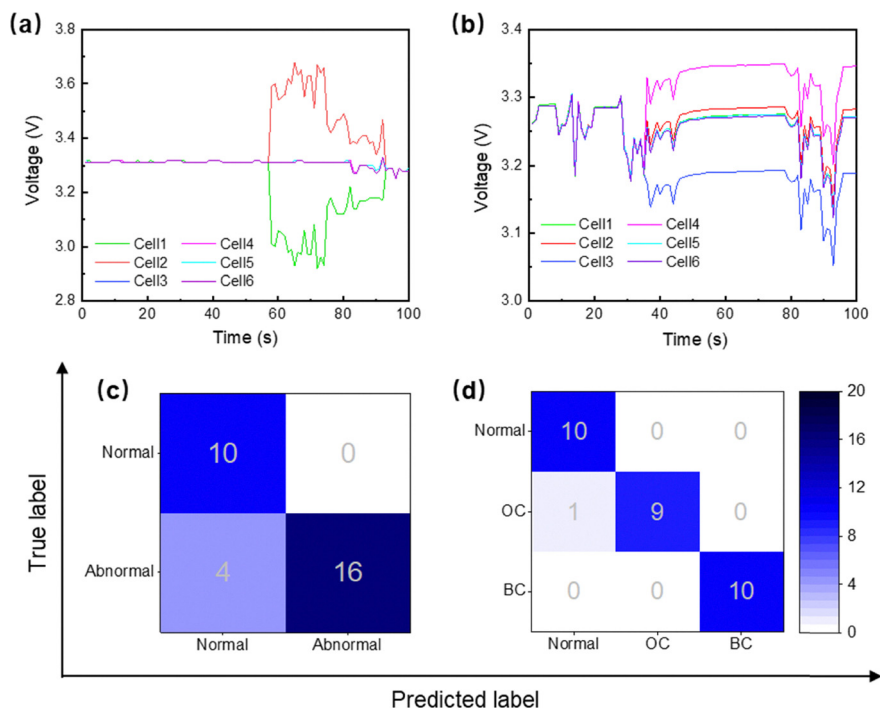 (a)
3.8
3.6
3.4
3.2
3.0
2.8
Voltage (V)
Cell1 Cell4
Cell2 Cell5
Cell3 Cell6
0 20 40 60 80 100
Time (s)
(b)
3.4
3.3
3.2
3.1
3.0
Voltage (V)
Cell1 Cell4
Cell2 Cell5
Cell3 Cell6
0 20 40 60 80 100
Time (s)
True label
(c)
Normal 10 0
Abnormal 4 16
Normal Abnormal
(d)
Normal 10 0 0
OC 1 9 0
BC 0 0 10
Normal OC BC
20
16
12
8
4
0
Predicted label